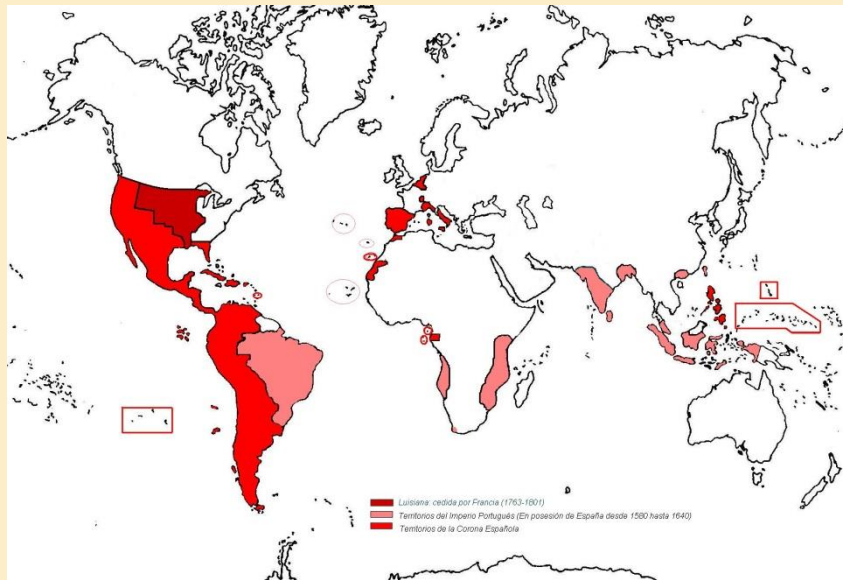 Luisiana: cedida por Francia (1763-1801)
Territorios del Imperio Portugués (En posesión de España desde 1580 hasta 1640)
Territorios de la Corona Española